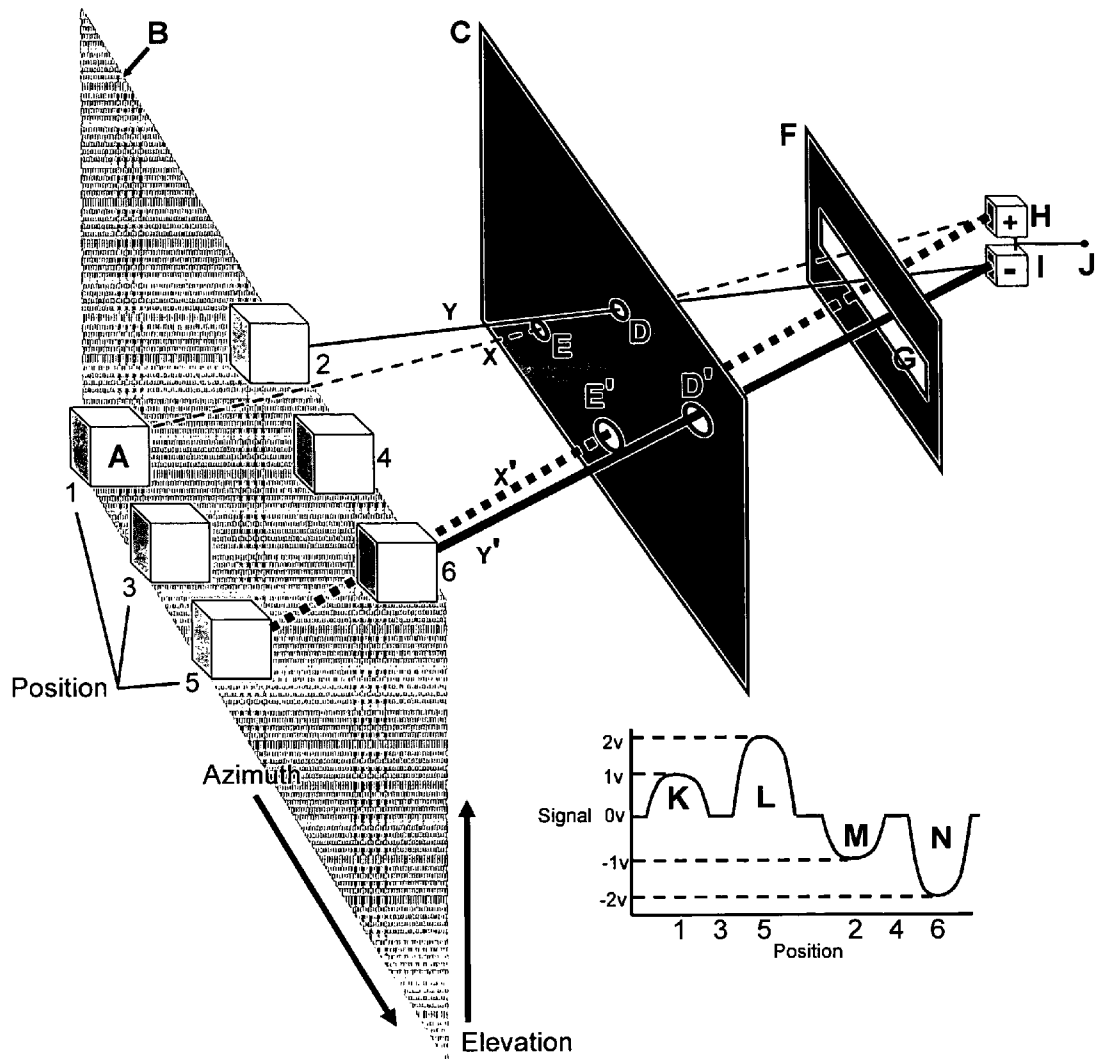 B
C
F
H
I
J
+
-
Y
X
E
D
2
G
E'
D'
A
4
1
X'
Y'
6
3
Position
5
Azimuth
Elevation
2v
1v
Signal 0v
-1v
-2v
K
L
M
N
1 3 5 2 4 6
Position